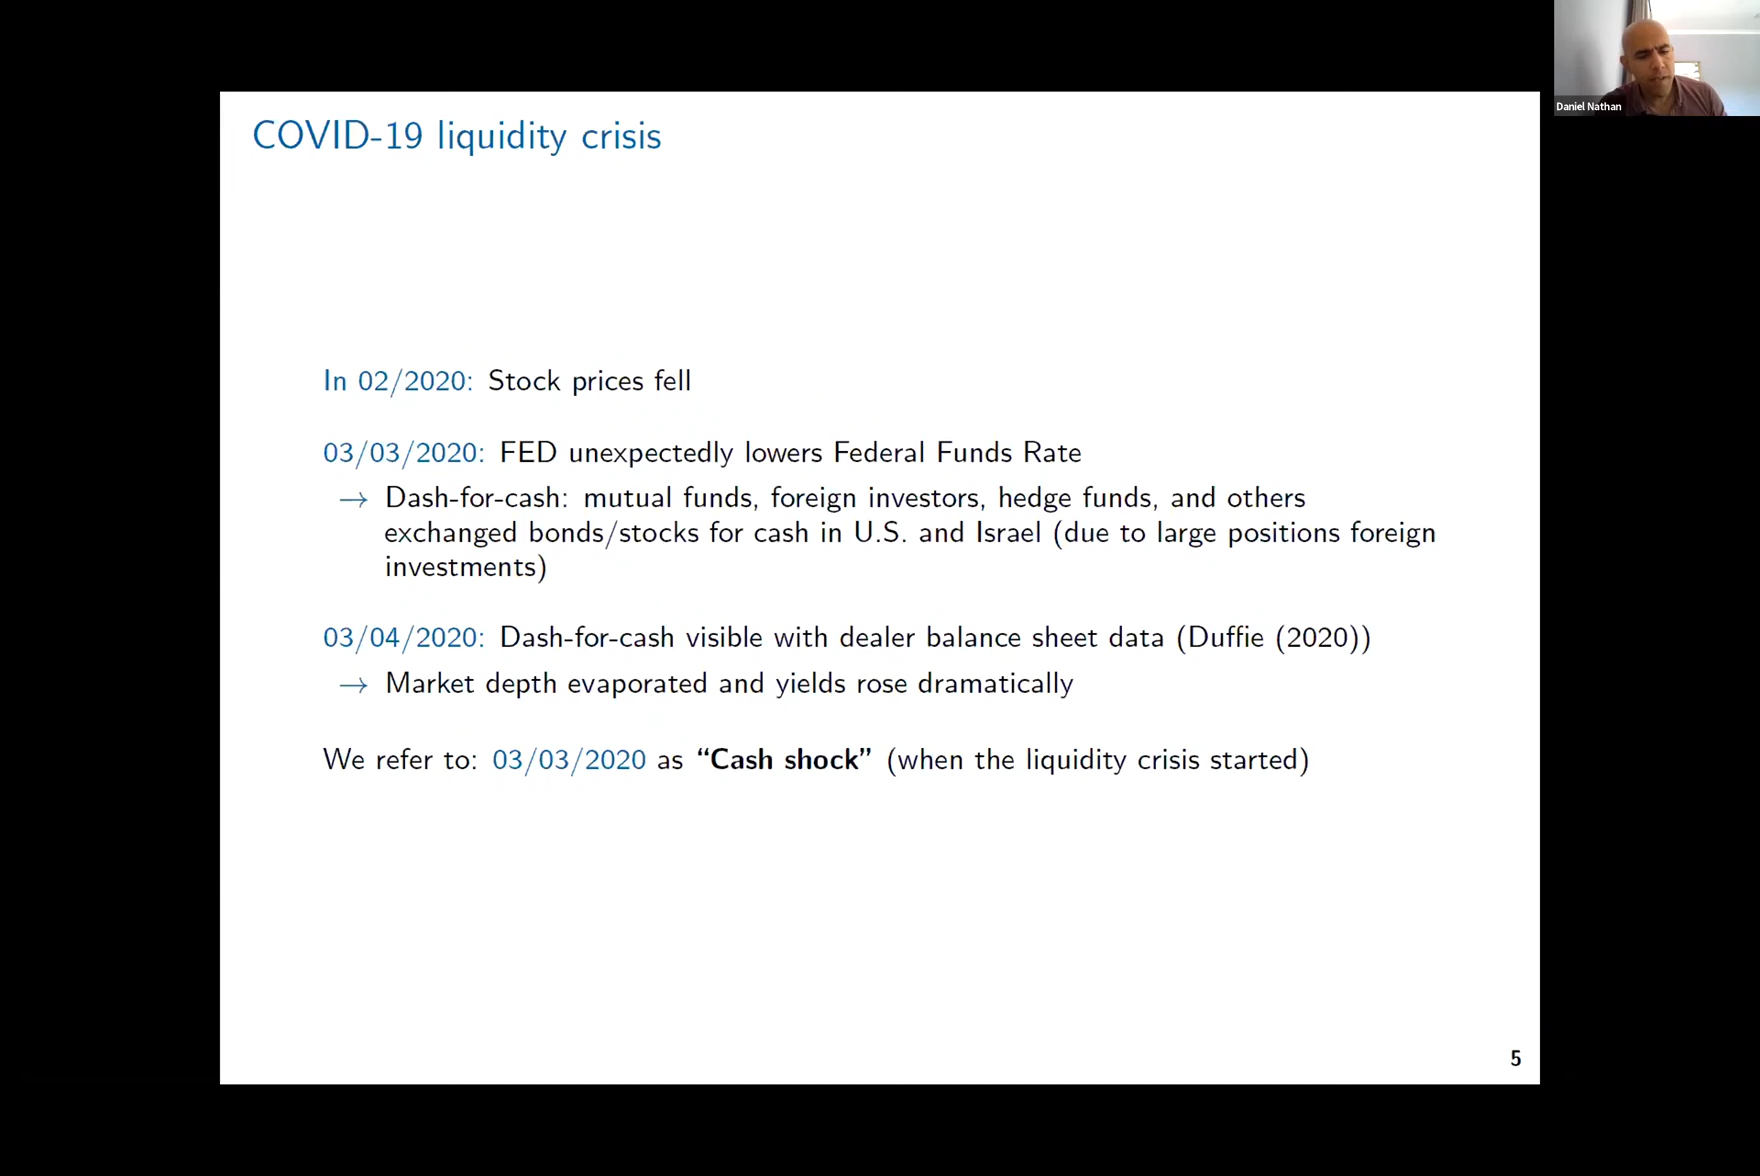 Daniel Nathan
COVID-19 liquidity crisis
In 02/2020: Stock prices fell
03/03/2020: FED unexpectedly lowers Federal Funds Rate
→ Dash-for-cash: mutual funds, foreign investors, hedge funds, and others
exchanged bonds/stocks for cash in U.S. and Israel (due to large positions foreign
investments)
03/04/2020: Dash-for-cash visible with dealer balance sheet data (Duffie (2020))
→ Market depth evaporated and yields rose dramatically
We refer to: 03/03/2020 as “Cash shock” (when the liquidity crisis started)
5